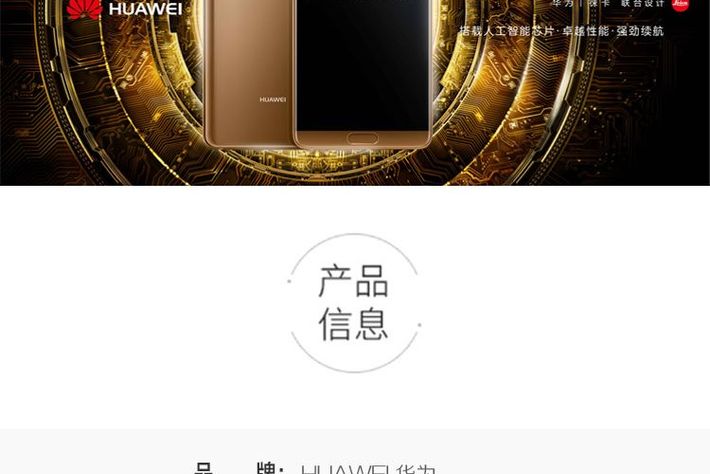 HUAWEI
华为 | 徕卡 联合设计
Leica
搭载人工智能芯片·卓越性能·强劲续航
HUAWEI
产品
信息
品 牌: HUAWEI 华为